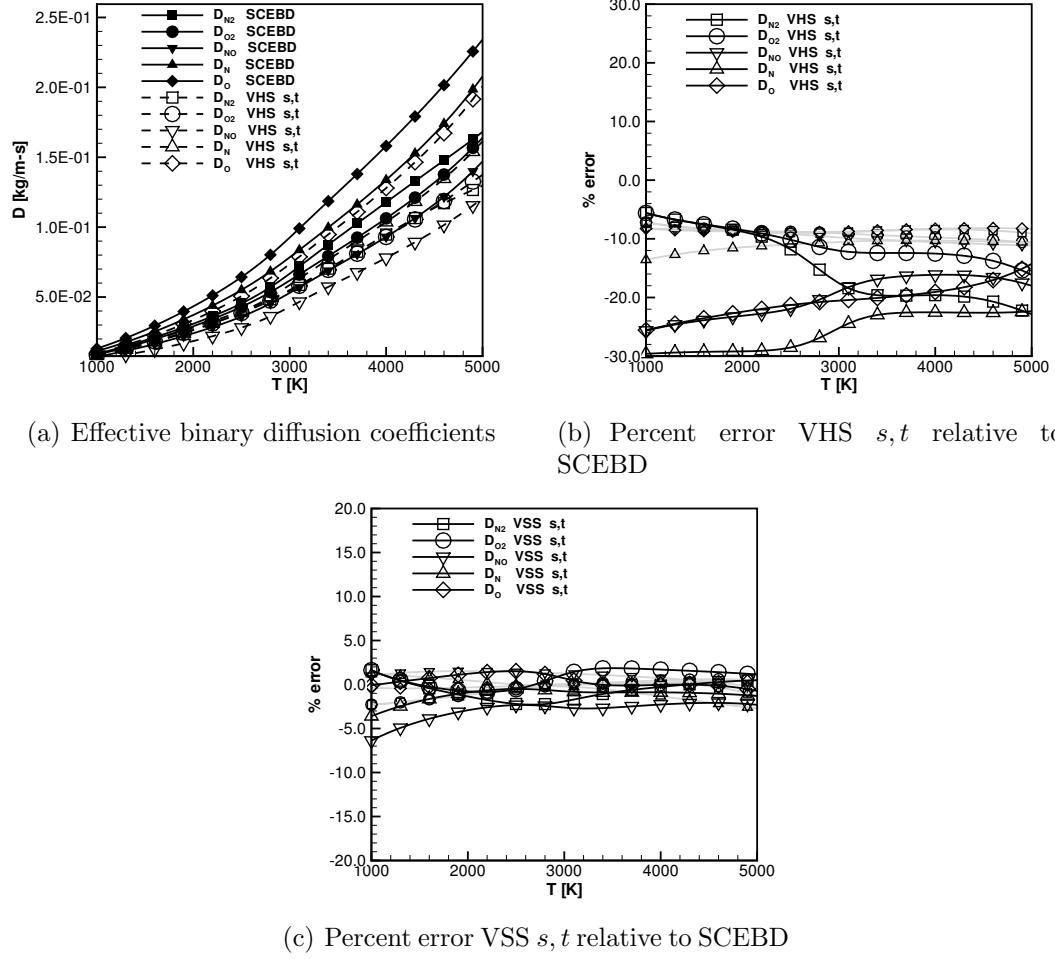 D [kg/m-s]
2.5E-01
2.0E-01
1.5E-01
1.0E-01
5.0E-02
D_N2 SCEBD
D_O2 SCEBD
D_NO SCEBD
D_N SCEBD
D_O SCEBD
D_N2 VHS s,t
D_O2 VHS s,t
D_NO VHS s,t
D_N VHS s,t
D_O VHS s,t
1000 2000 3000 4000 5000
T [K]
(a) Effective binary diffusion coefficients
% error
30.0
20.0
10.0
0.0
-10.0
-20.0
-30.0
D_N2 VHS s,t
D_O2 VHS s,t
D_NO VHS s,t
D_N VHS s,t
D_O VHS s,t
1000 2000 3000 4000 5000
T [K]
(b) Percent error VHS s, t relative to
SCEBD
% error
20.0
15.0
10.0
5.0
0.0
-5.0
-10.0
-15.0
-20.0
D_N2 VSS s,t
D_O2 VSS s,t
D_NO VSS s,t
D_N VSS s,t
D_O VSS s,t
1000 2000 3000 4000 5000
T [K]
(c) Percent error VSS s, t relative to SCEBD